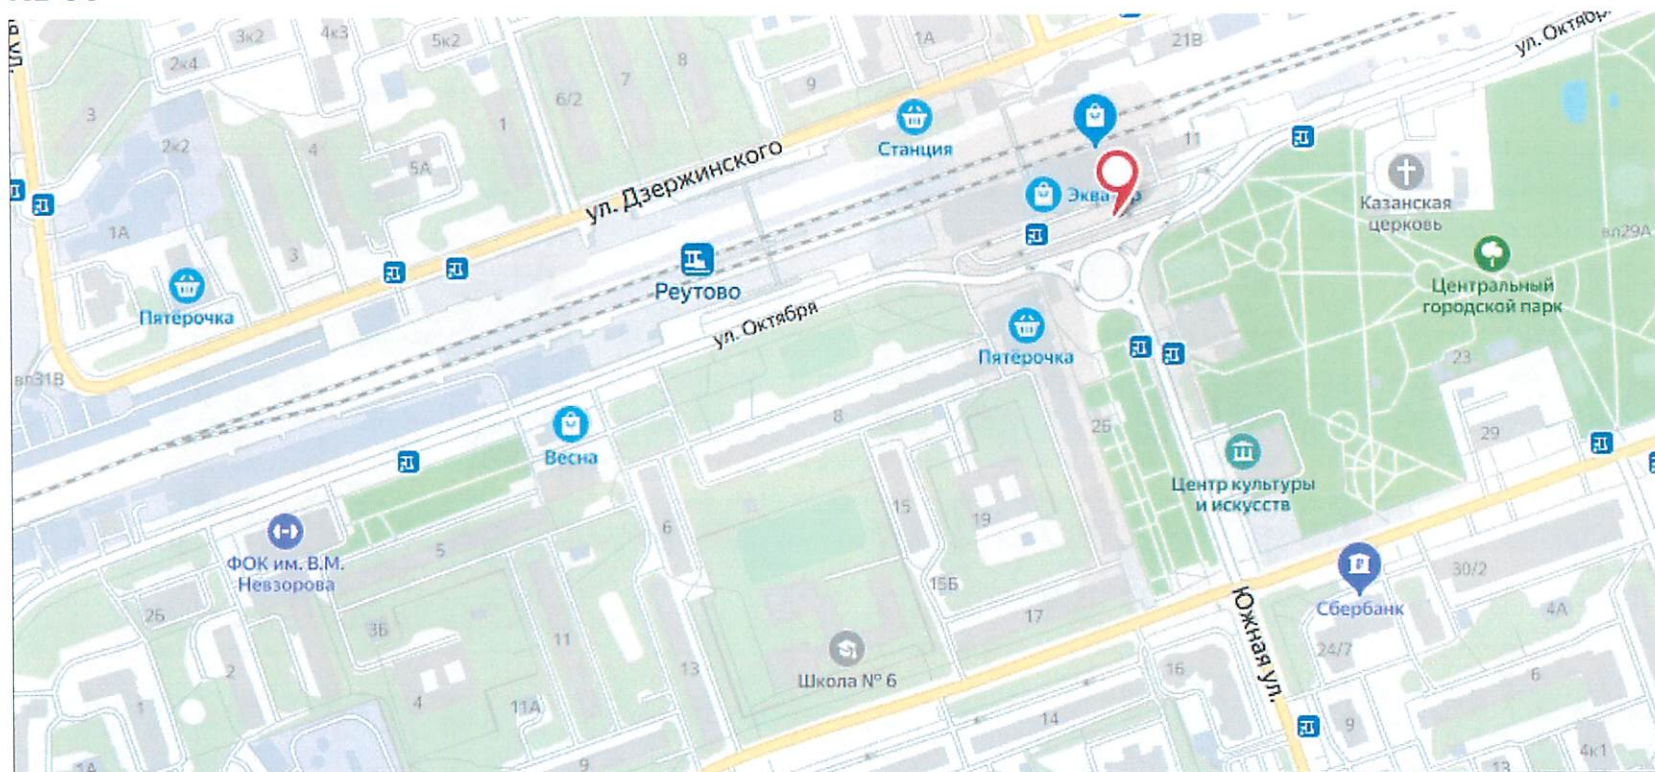 3к2
4к3
5к2
1А
21В
ул. Октябр
2к4
8
7
9
6/2
3
1
2к2
4
5А
Станция
11
ул. Дзержинского
Казанская
церковь
1А
3
вл29А
Реутово
Центральный
городской парк
Пятёрочка
ул. Октября
Пятёрочка
23
вл31В
8
2Б
29
Весна
Центр культуры
и искусств
15
19
6
5
ФОК им. В.М.
Невзорова
15Б
30/2
Сбербанк
4А
2Б
3Б
11
17
Южная ул.
24/7
2
13
Школа № 6
16
6
4
1
11А
14
9
4к1
1А
9
13